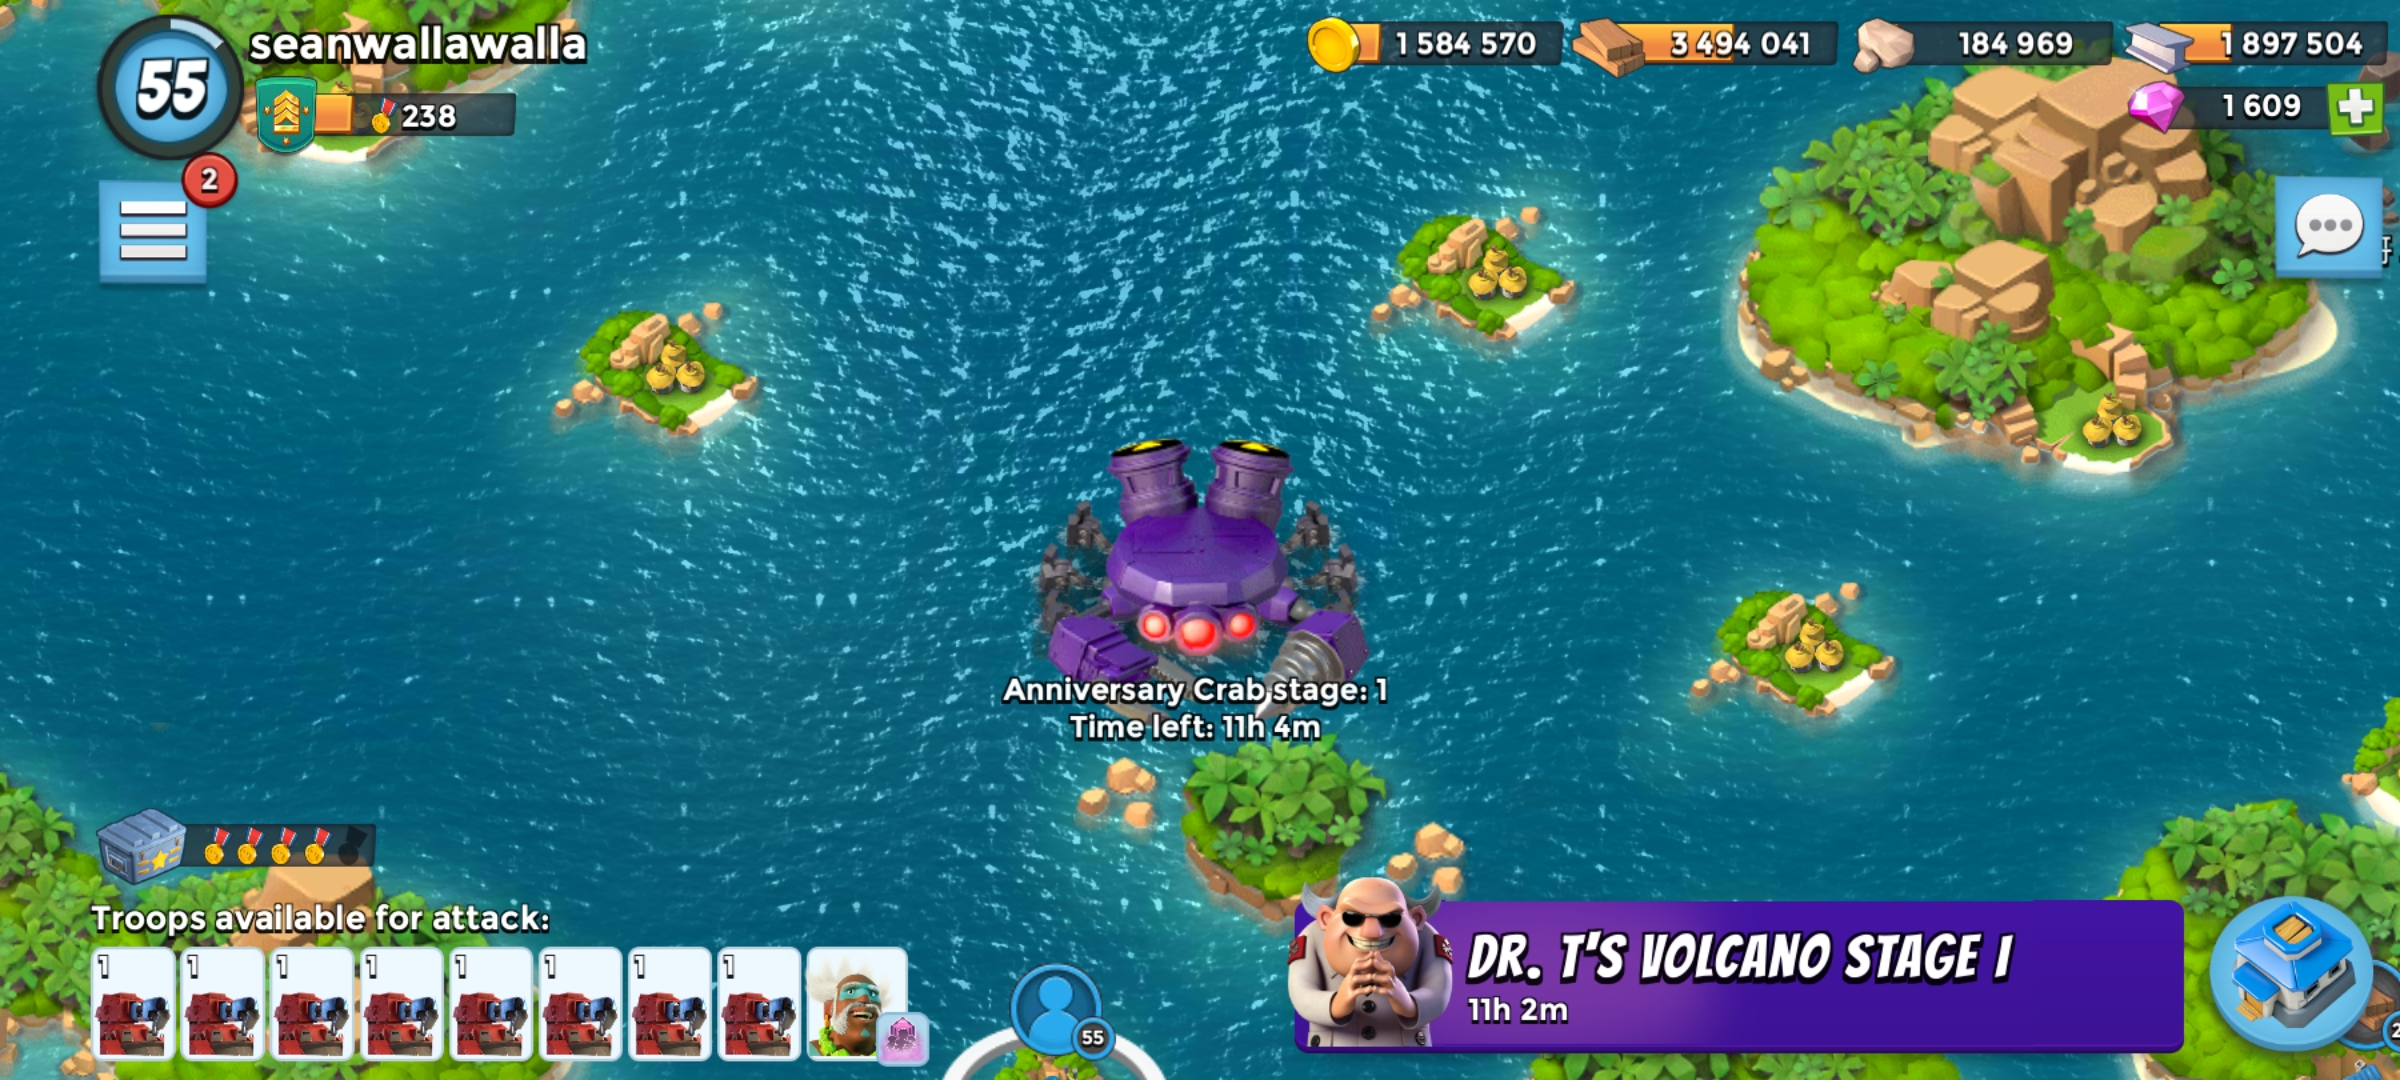 55
seanwallawalla
238
1 584 570
3 494 041
184 969
1 897 504
1 609
2
Anniversary Crab stage: 1
Time left: 11h 4m
Troops available for attack:
1
1
1
1
1
1
1
1
55
DR. T'S VOLCANO STAGE I
11h 2m